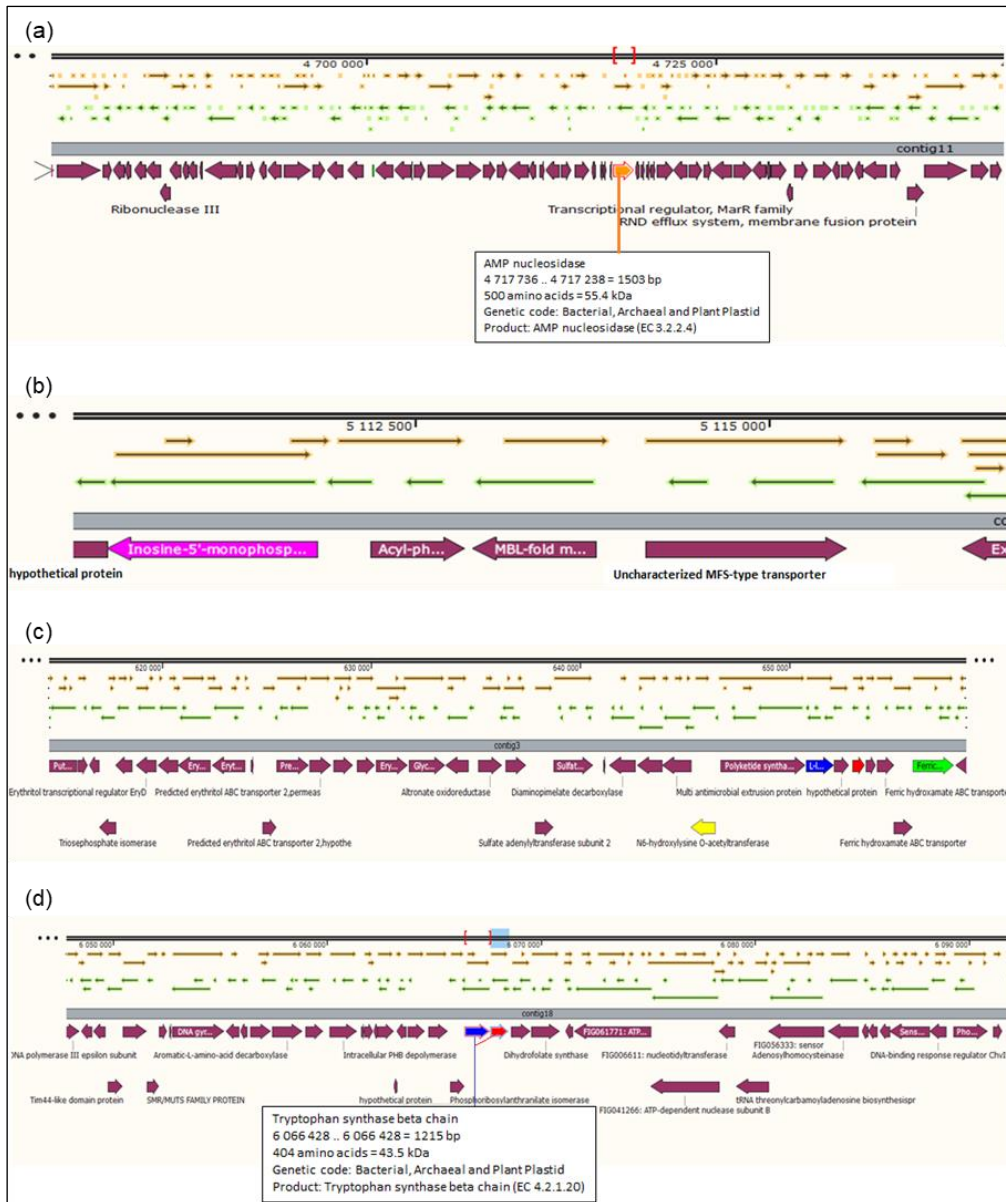 (a)
4 700 000
4 725 000
contig11
Ribonuclease III
Transcriptional regulator, MarR family
RND efflux system, membrane fusion protein
AMP nucleosidase
4 717 736 .. 4 717 238 = 1503 bp
500 amino acids = 55.4 kDa
Genetic code: Bacterial, Archaeal and Plant Plastid
Product: AMP nucleosidase (EC 3.2.2.4)
(b)
5 112 500
5 115 000
co
Inosine-5'-monophosp...
Acyl-ph...
MBL-fold m...
Ex
hypothetical protein
Uncharacterized MFS-type transporter
(c)
620 000
630 000
640 000
650 000
contig3
Put...
Ery...
Eryt...
Pre...
Ery...
Glyc...
Sulfat...
Polyketide syntha...
L-l...
Ferric...
Erythritol transcriptional regulator EryD
Predicted erythritol ABC transporter 2,permeas
Altronate oxidoreductase
Diaminopimelate decarboxylase
Multi antimicrobial extrusion protein
hypothetical protein
Ferric hydroxamate ABC transporte
Triosephosphate isomerase
Predicted erythritol ABC transporter 2,hypothe
Sulfate adenylyltransferase subunit 2
N6-hydroxylysine O-acetyltransferase
Ferric hydroxamate ABC transporter
(d)
6 050 000
6 060 000
6 070 000
6 080 000
6 090 000
contig18
DNA gyr...
FIG061771: ATP...
Sens...
Pho...
DNA polymerase III epsilon subunit
Aromatic-L-amino-acid decarboxylase
Intracellular PHB depolymerase
Dihydrofolate synthase
FIG006611: nucleotidyltransferase
FIG056333: sensor
Adenosylhomocysteinase
DNA-binding response regulator ChvI
Tim44-like domain protein
SMR/MUTS FAMILY PROTEIN
hypothetical protein
Phosphoribosylanthranilate isomerase
FIG041266: ATP-dependent nuclease subunit B
tRNA threonylcarbamoyladenosine biosynthesispr
Tryptophan synthase beta chain
6 066 428 .. 6 066 428 = 1215 bp
404 amino acids = 43.5 kDa
Genetic code: Bacterial, Archaeal and Plant Plastid
Product: Tryptophan synthase beta chain (EC 4.2.1.20)